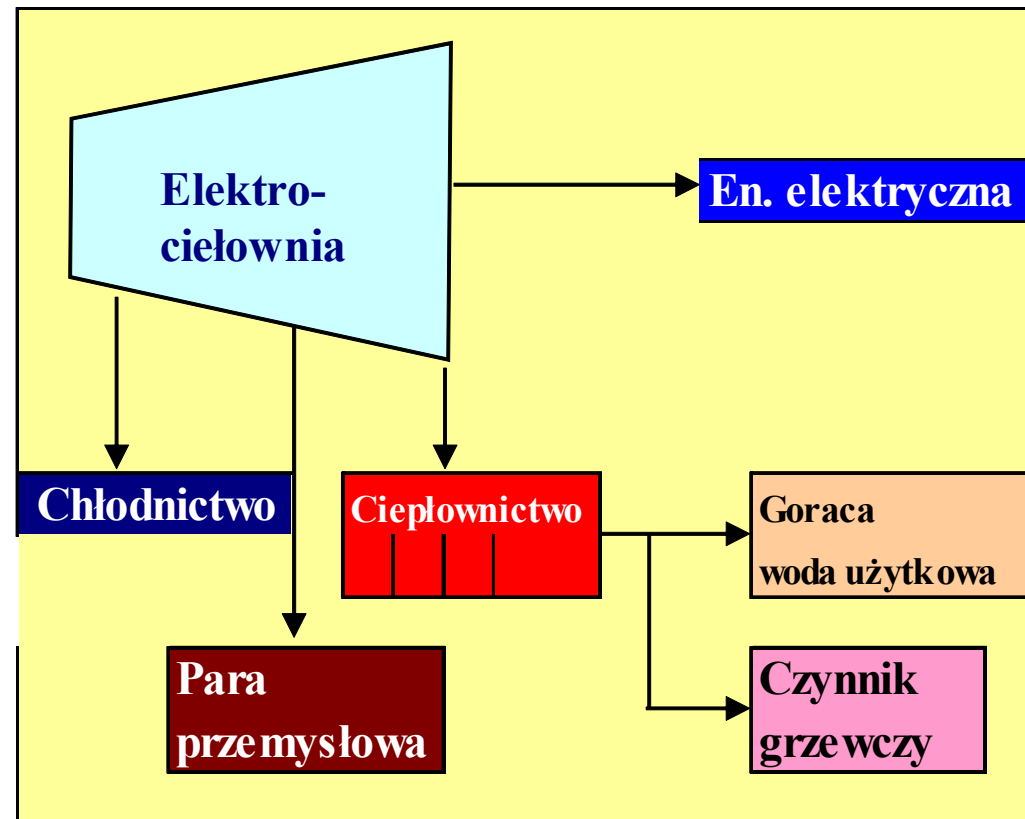 Elektro-
ciełownia
En. elektryczna
Chłodnictwo
Ciepłownictwo
Goraca
woda użytkowa
Para
przemysłowa
Czynnik
grzewczy